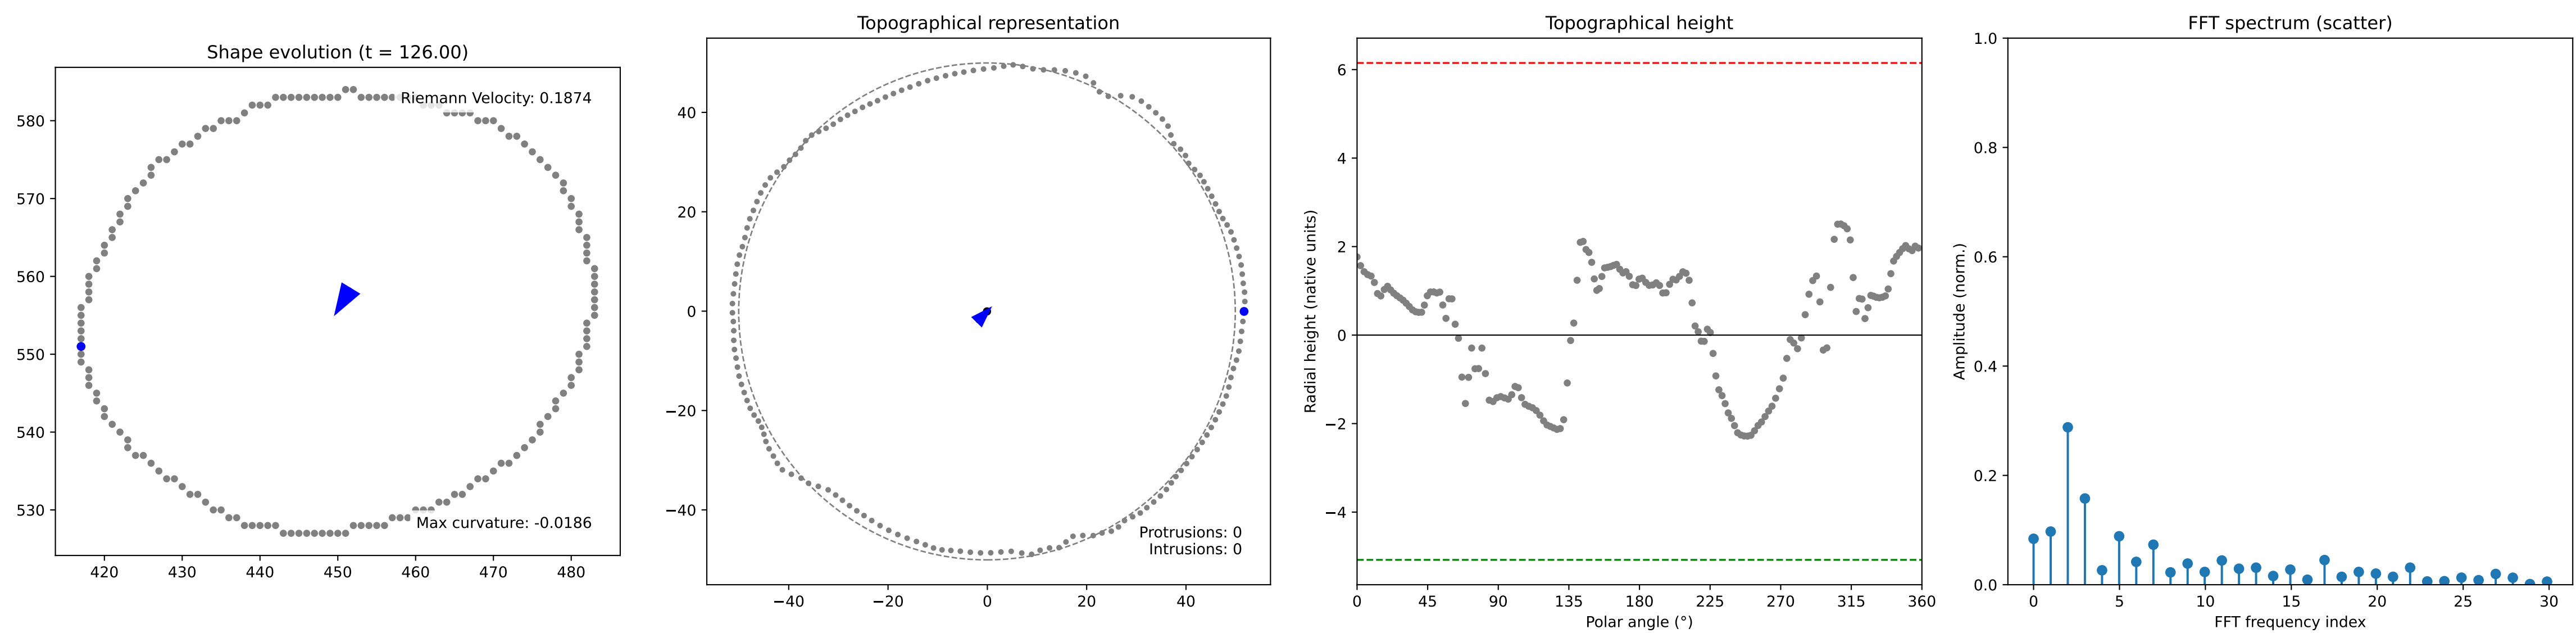 Shape evolution (t = 126.00)
Riemann Velocity: 0.1874
580
570
560
550
540
530
Max curvature: -0.0186
420 430 440 450 460 470 480
Topographical representation
40
20
0
−20
−40
Protrusions: 0
Intrusions: 0
−40 −20 0 20 40
Topographical height
Radial height (native units)
6
4
2
0
−2
−4
0 45 90 135 180 225 270 315 360
Polar angle (°)
FFT spectrum (scatter)
Amplitude (norm.)
1.0
0.8
0.6
0.4
0.2
0.0
0 5 10 15 20 25 30
FFT frequency index